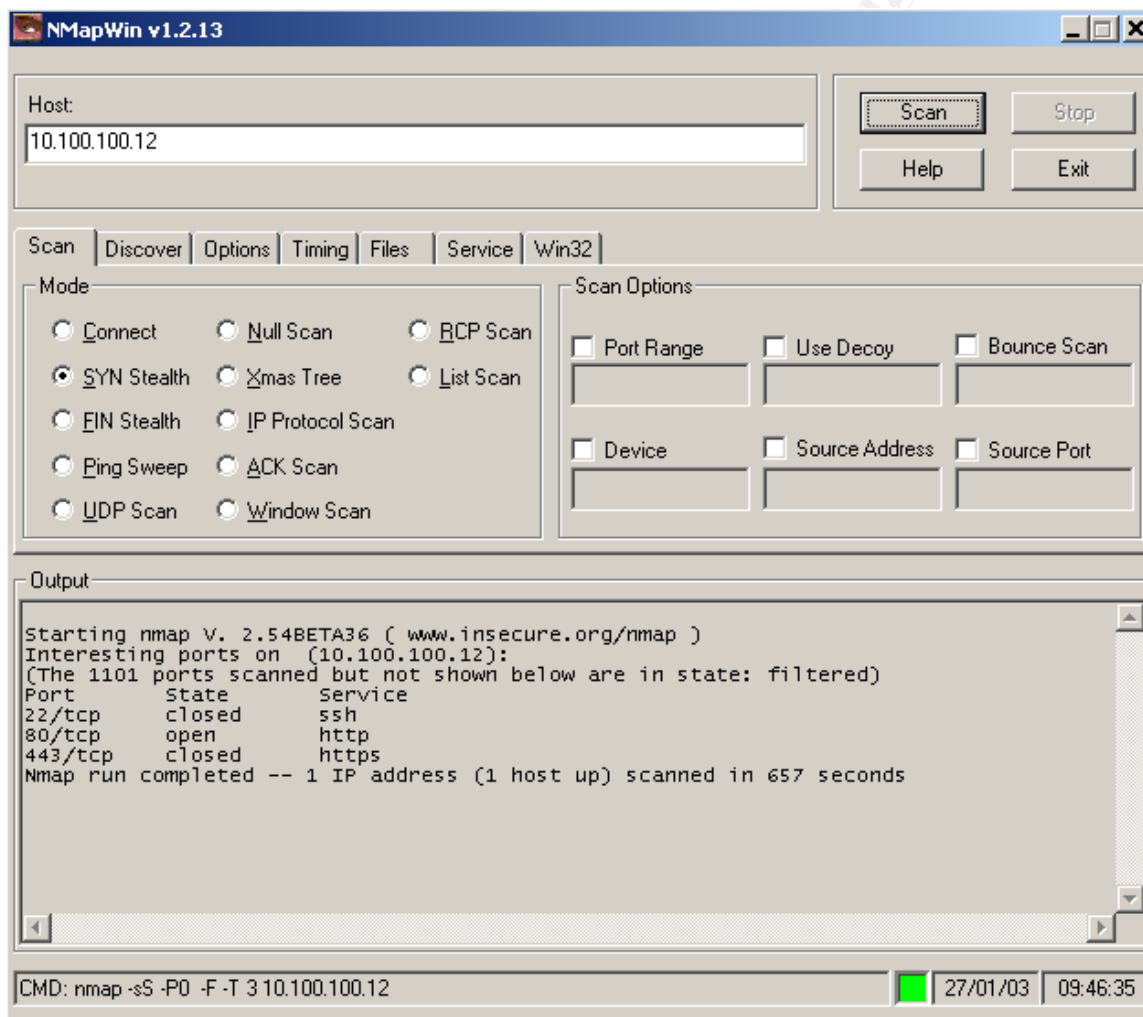 NMapWin v1.2.13
Host:
10.100.100.12
Scan
Stop
Help
Exit
Scan
Discover
Options
Timing
Files
Service
Win32
Mode
Connect
Null Scan
RCP Scan
SYN Stealth
Xmas Tree
List Scan
FIN Stealth
IP Protocol Scan
Ping Sweep
ACK Scan
UDP Scan
Window Scan
Scan Options
Port Range
Use Decoy
Bounce Scan
Device
Source Address
Source Port
Output
Starting nmap V. 2.54BETA36 ( www.insecure.org/nmap )
Interesting ports on  (10.100.100.12):
(The 1101 ports scanned but not shown below are in state: filtered)
Port       State       Service
22/tcp     closed      ssh
80/tcp     open        http
443/tcp    closed      https
Nmap run completed -- 1 IP address (1 host up) scanned in 657 seconds
CMD: nmap -sS -P0 -F -T 3 10.100.100.12
27/01/03
09:46:35